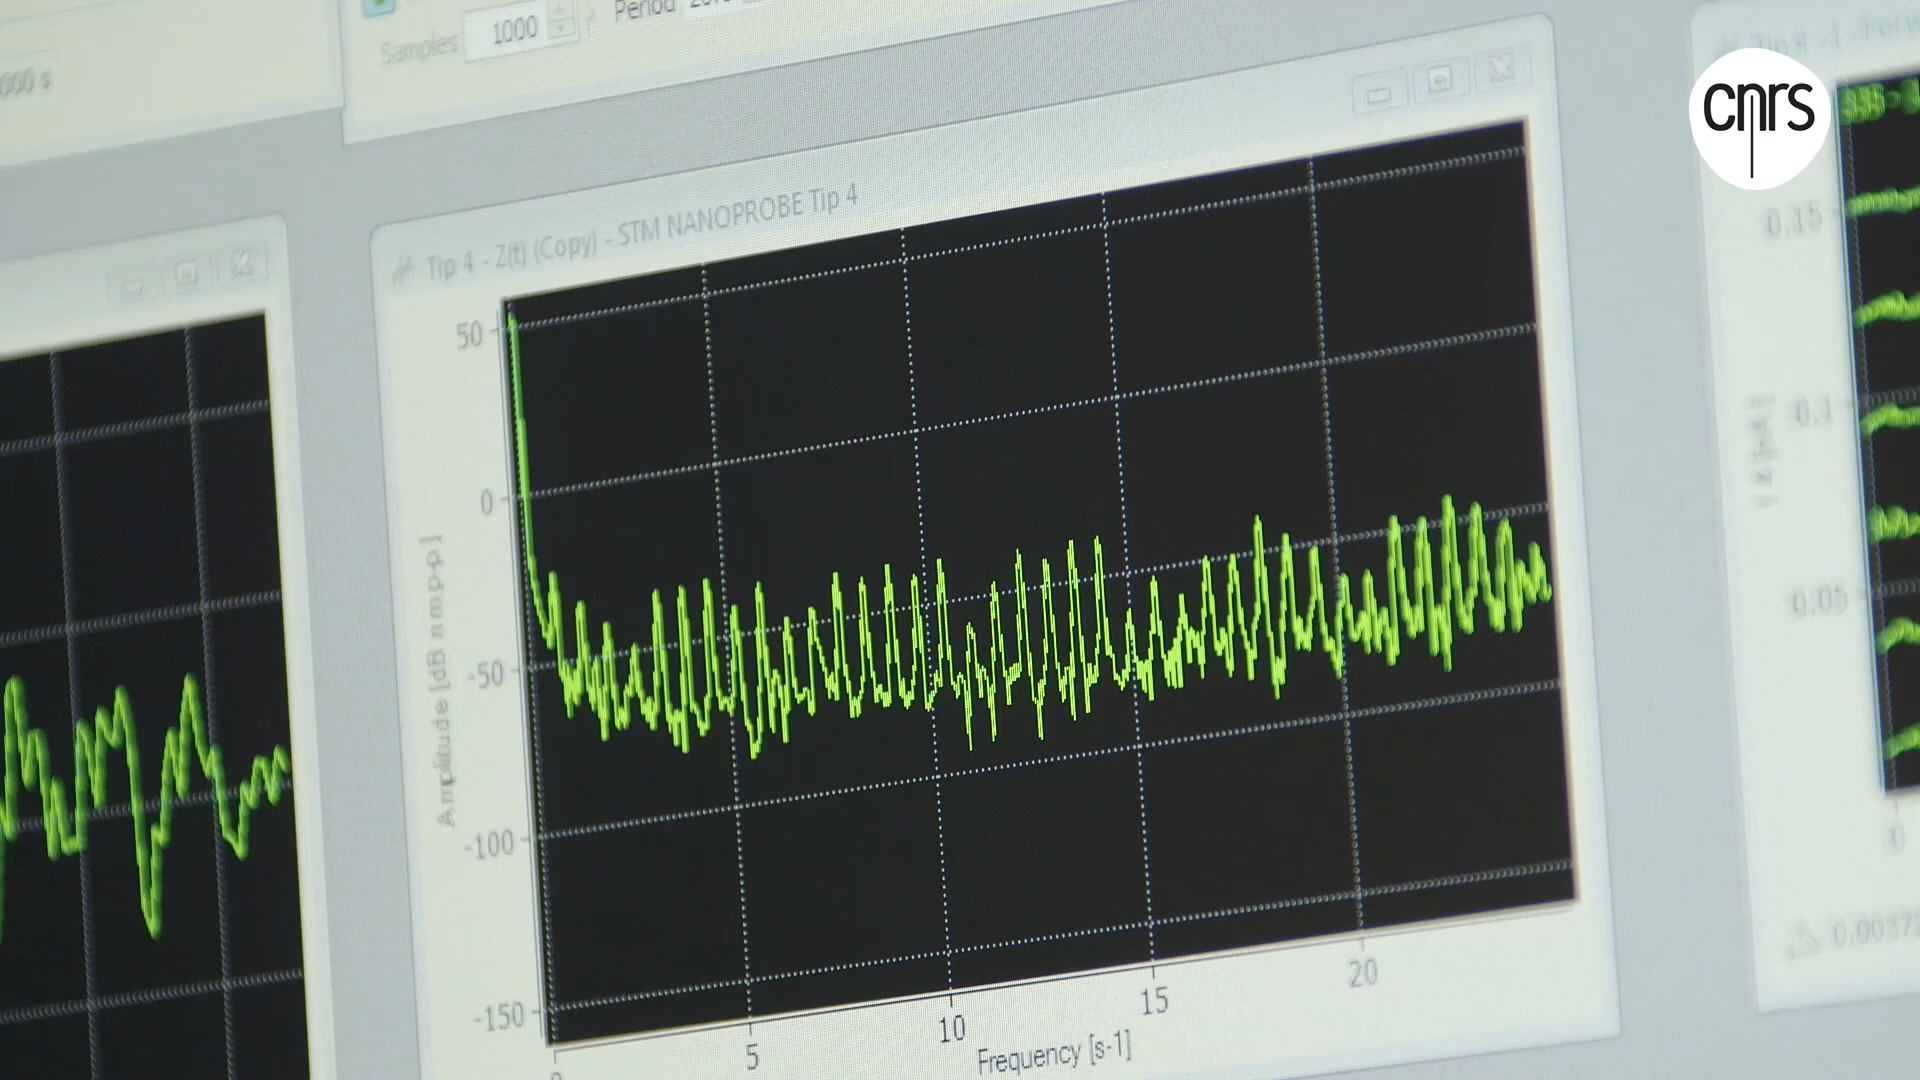 Samples 1000
Period
000 s
cnrs
Tip 4 - Z(t) (Copy) - STM NANOPROBE Tip 4
50
0
-50
-100
-150
Amplitude [dB nm p-p]
5
10
15
20
Frequency [s-1]
0.15
0.1
0.05
0